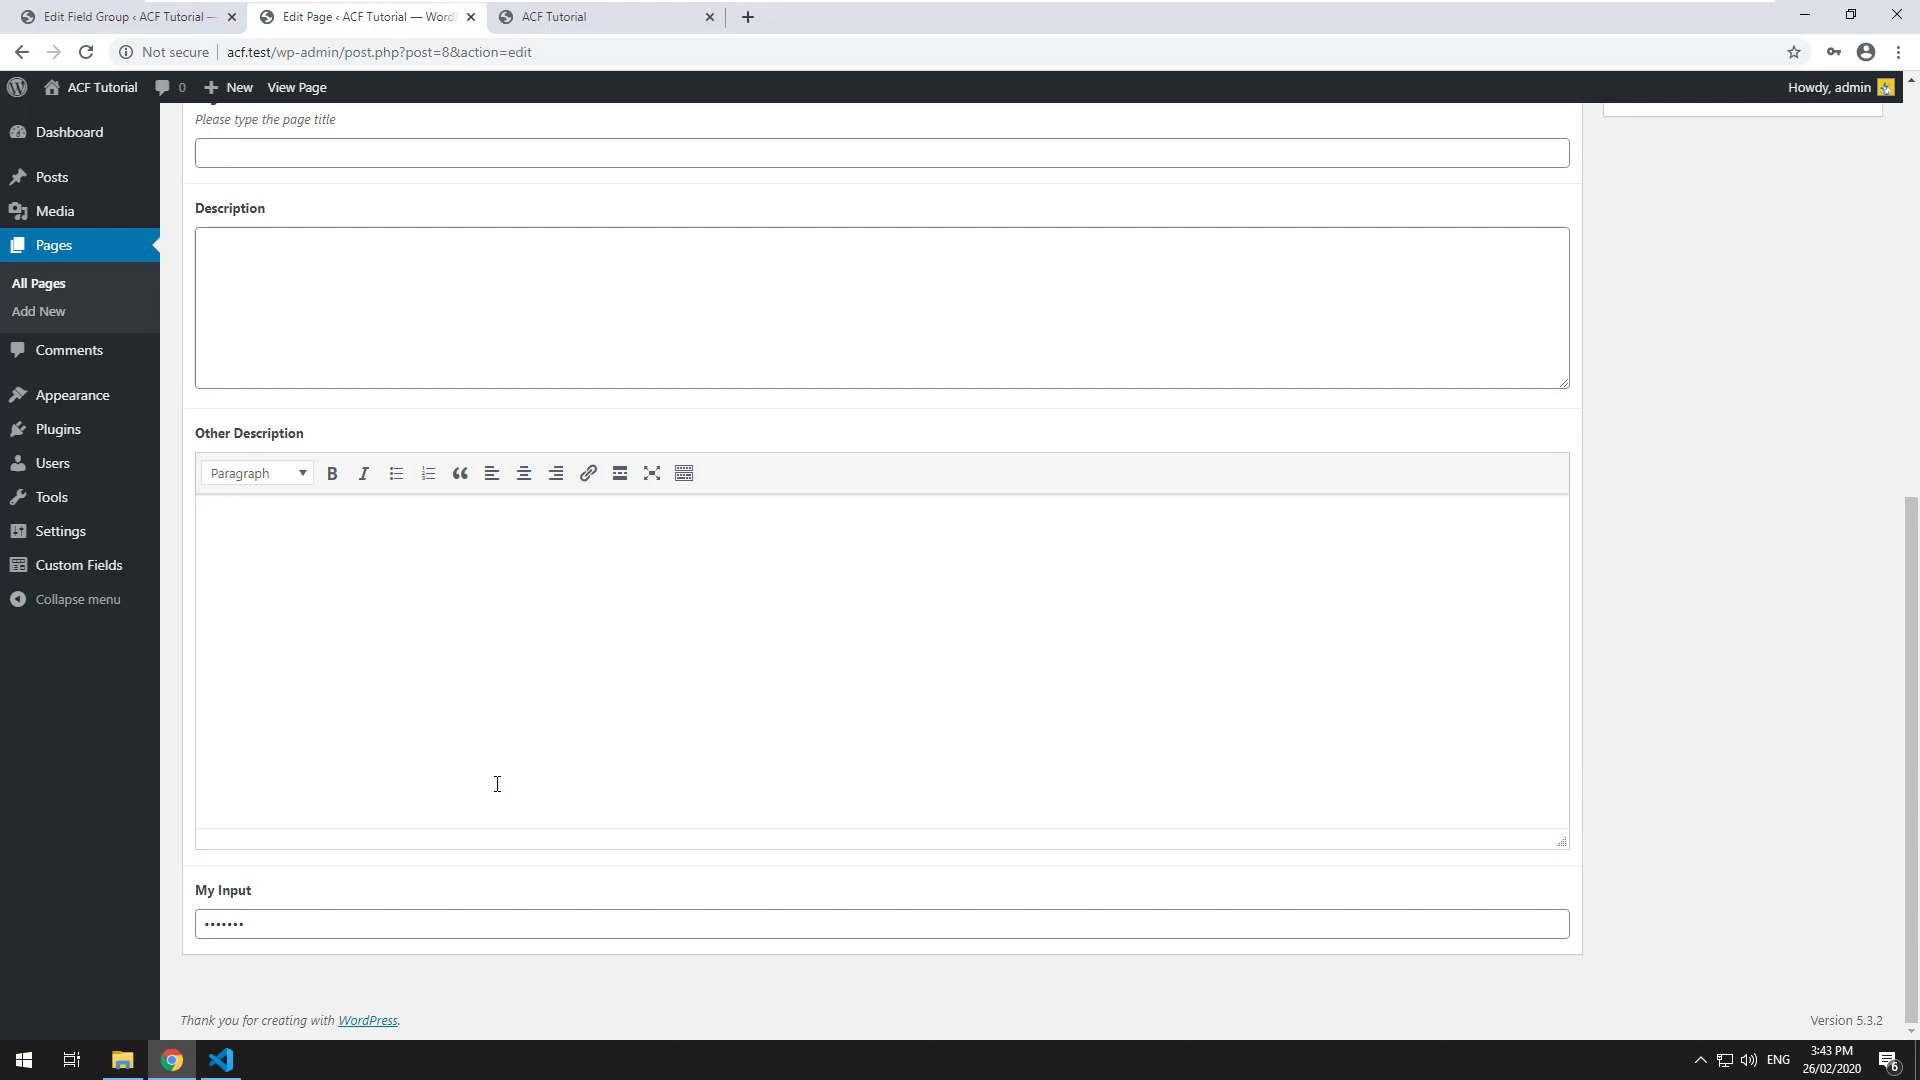 Edit Field Group ‹ ACF Tutorial —
Edit Page ‹ ACF Tutorial — Word
ACF Tutorial
Not secure
acf.test/wp-admin/post.php?post=8&action=edit
ACF Tutorial
0
New
View Page
Howdy, admin
Dashboard
Posts
Media
Pages
All Pages
Add New
Comments
Appearance
Plugins
Users
Tools
Settings
Custom Fields
Collapse menu
Please type the page title
Description
Other Description
Paragraph
B
I
My Input
•••••••
Thank you for creating with WordPress.
Version 5.3.2
ENG
3:43 PM
26/02/2020
6